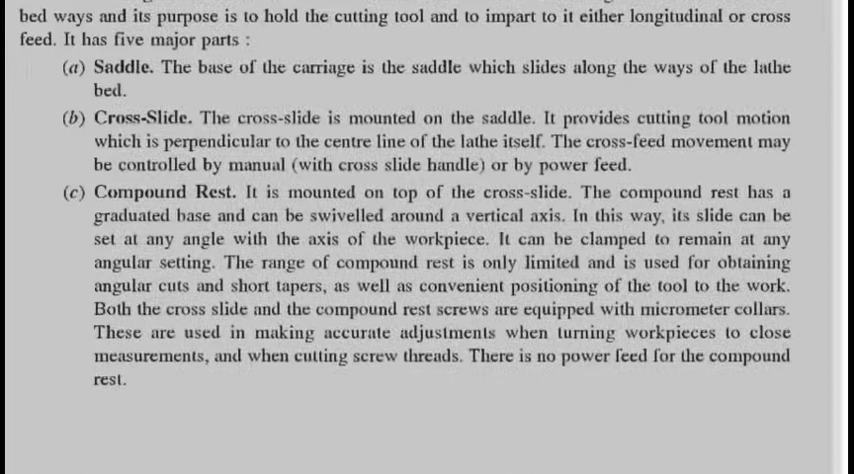 bed ways and its purpose is to hold the cutting tool and to impart to it either longitudinal or cross
feed. It has five major parts :
(a) Saddle. The base of the carriage is the saddle which slides along the ways of the lathe
bed.
(b) Cross-Slide. The cross-slide is mounted on the saddle. It provides cutting tool motion
which is perpendicular to the centre line of the lathe itself. The cross-feed movement may
be controlled by manual (with cross slide handle) or by power feed.
(c) Compound Rest. It is mounted on top of the cross-slide. The compound rest has a
graduated base and can be swivelled around a vertical axis. In this way, its slide can be
set at any angle with the axis of the workpiece. It can be clamped to remain at any
angular setting. The range of compound rest is only limited and is used for obtaining
angular cuts and short tapers, as well as convenient positioning of the tool to the work.
Both the cross slide and the compound rest screws are equipped with micrometer collars.
These are used in making accurate adjustments when turning workpieces to close
measurements, and when cutting screw threads. There is no power feed for the compound
rest.